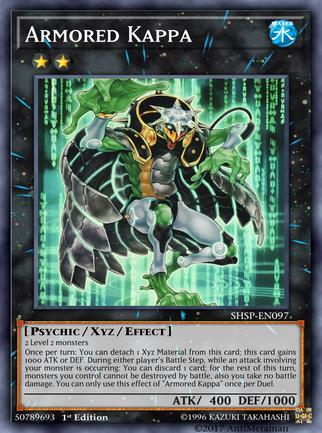 ARMORED KAPPA
WATER
水
SHSP-EN097
[PSYCHIC / XYZ / EFFECT]
2 Level 2 monsters
Once per turn: You can detach 1 Xyz Material from this card; this card gains
1000 ATK or DEF. During either player's Battle Step, while an attack involving
your monster is occurring: You can discard 1 card; for the rest of this turn,
monsters you control cannot be destroyed by battle, also you take no battle
damage. You can only use this effect of "Armored Kappa" once per Duel.
ATK/ 400 DEF/1000
50789693 1st Edition ©1996 KAZUKI TAKAHASHI
©2017 AntiMetaman